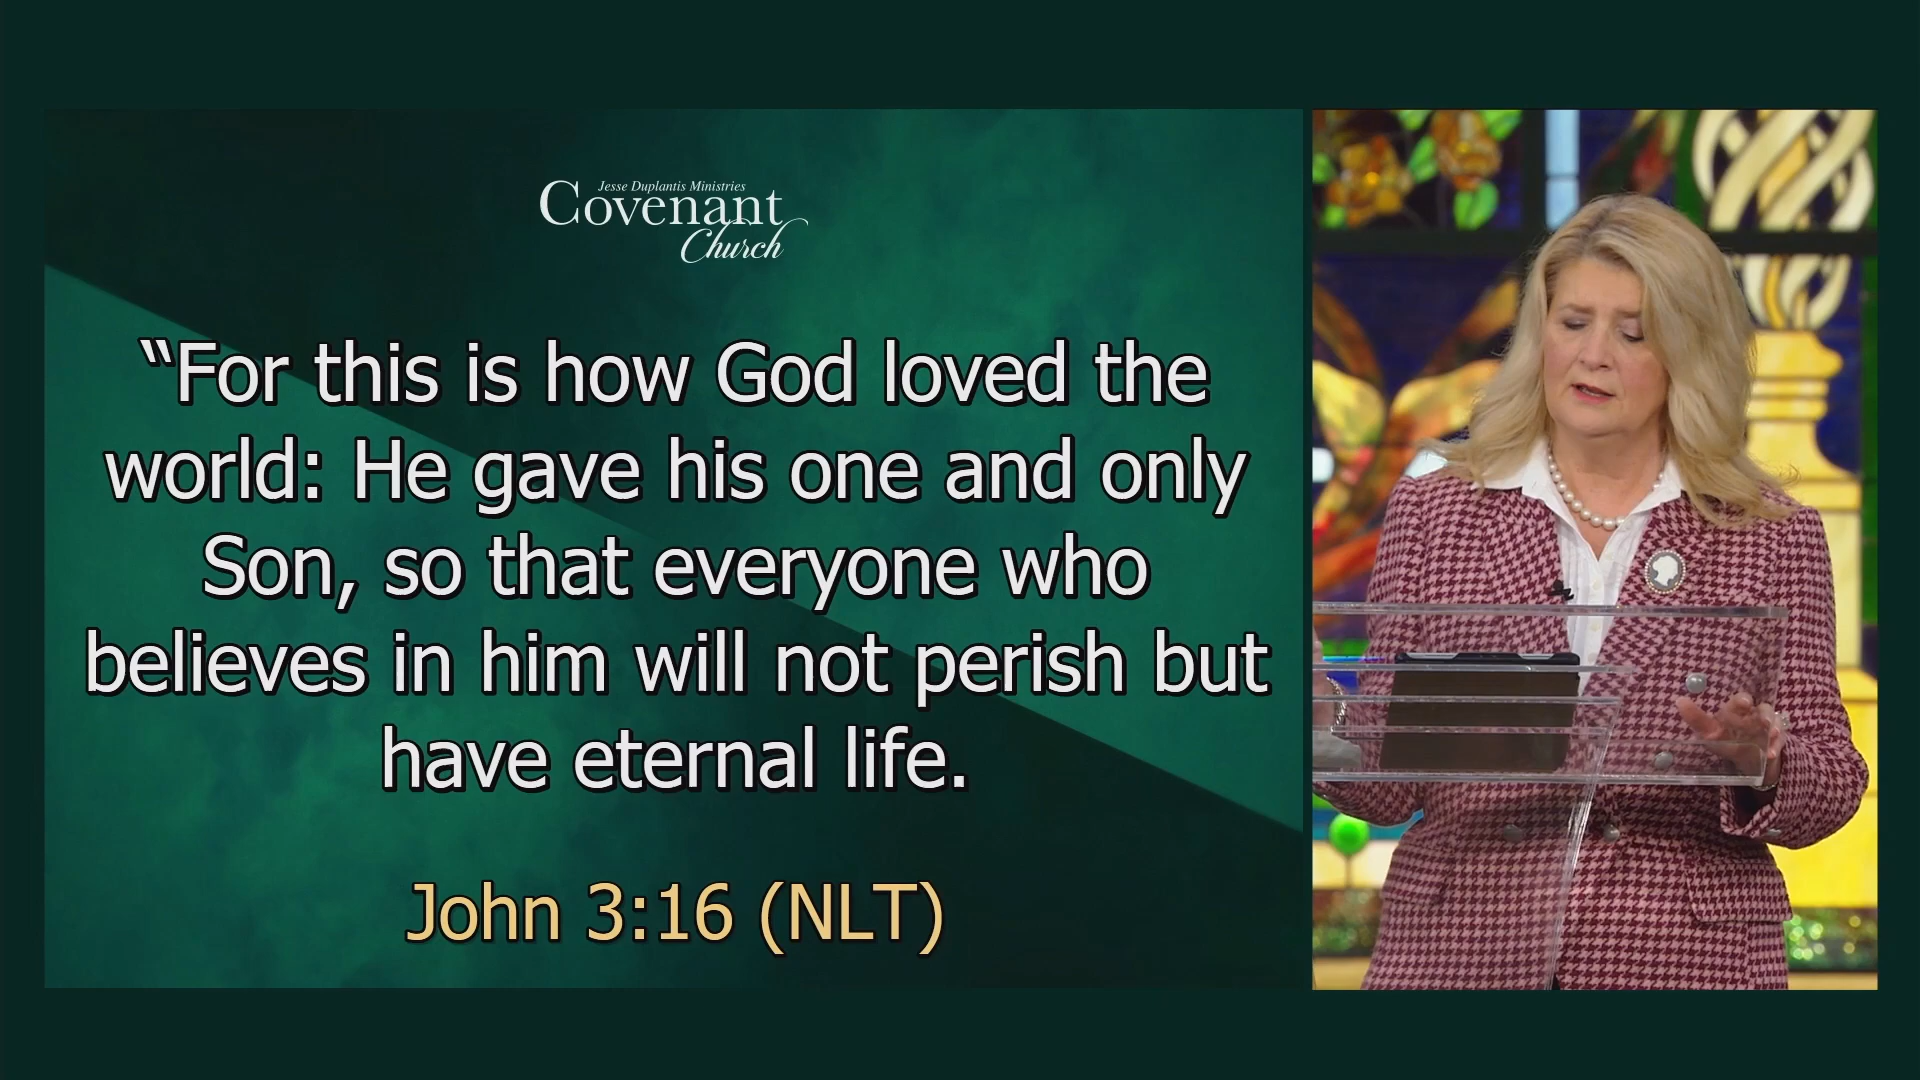 Jesse Duplantis Ministries
Covenant
Church
“For this is how God loved the
world: He gave his one and only
Son, so that everyone who
believes in him will not perish but
have eternal life.
John 3:16 (NLT)